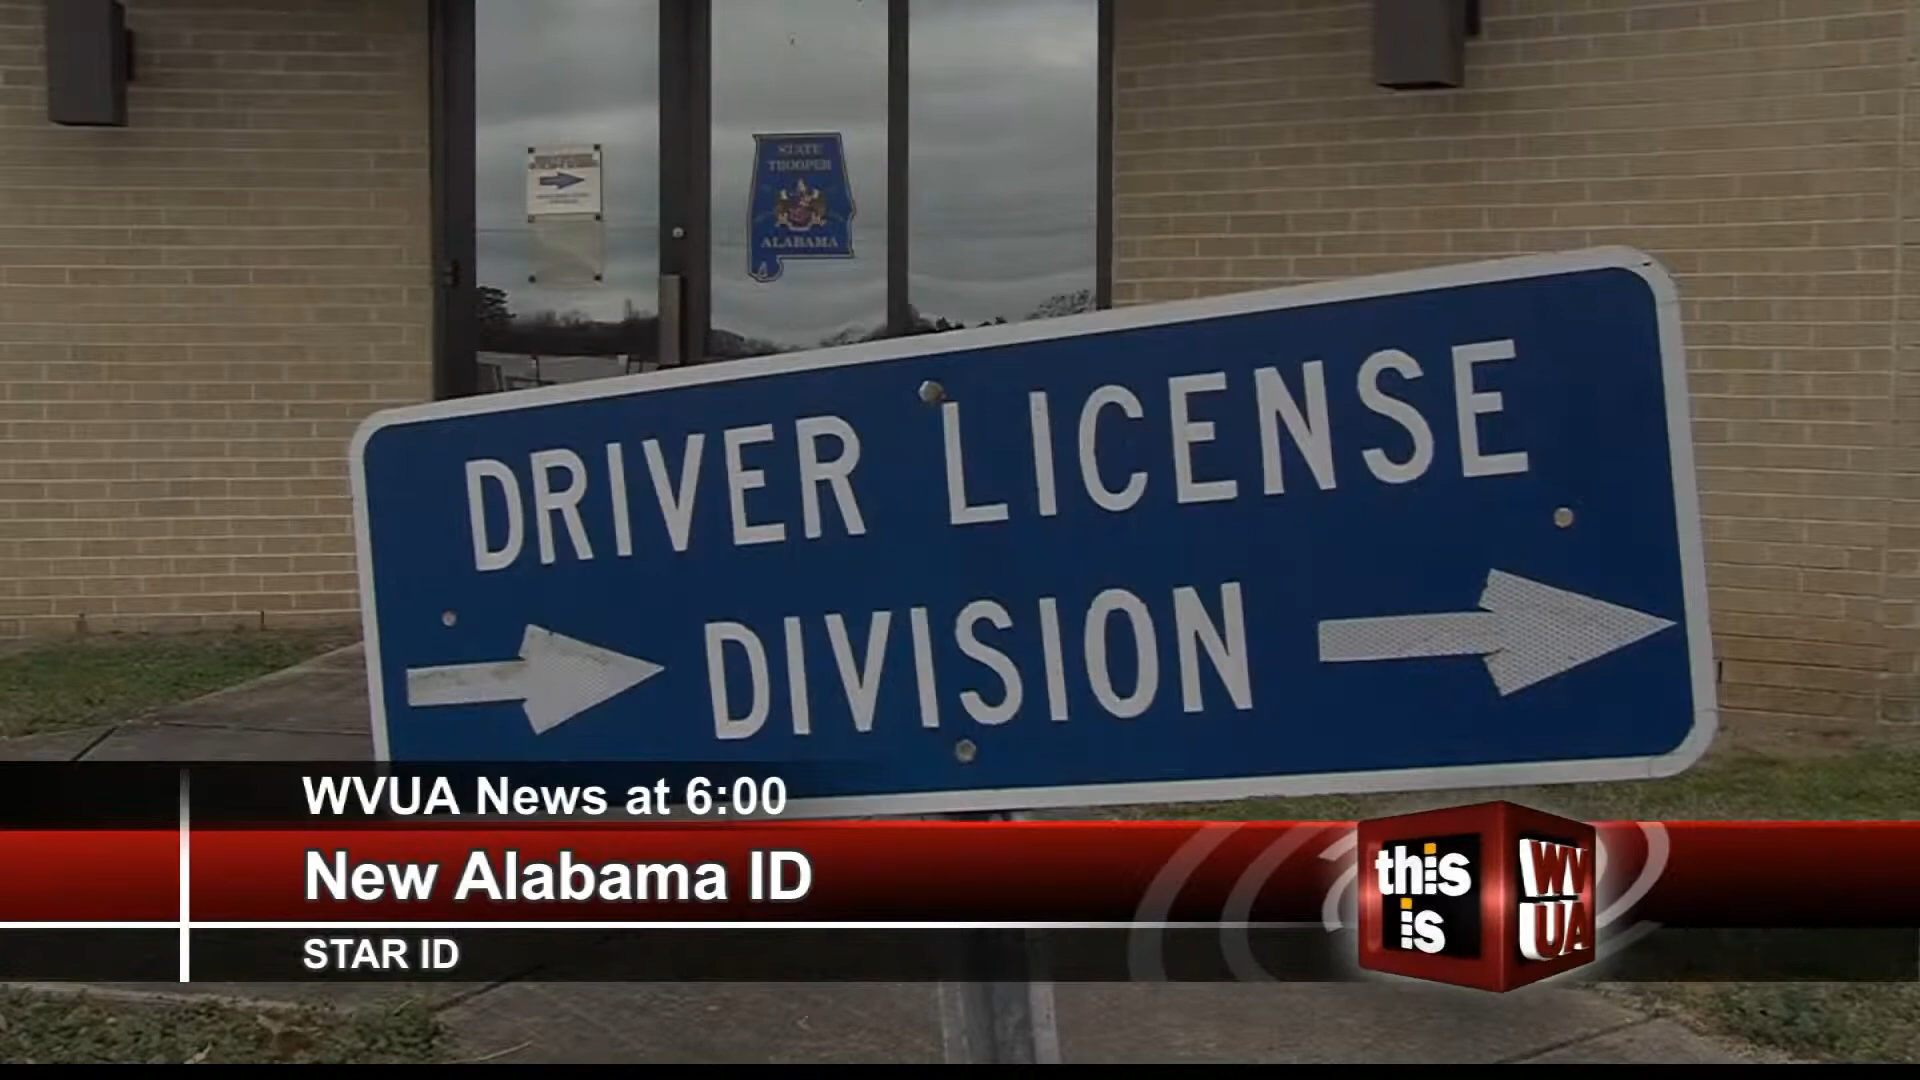 STATE
TROOPER
ALABAMA
DRIVER LICENSE
DIVISION
WVUA News at 6:00
New Alabama ID
STAR ID
this
is
WV
UA